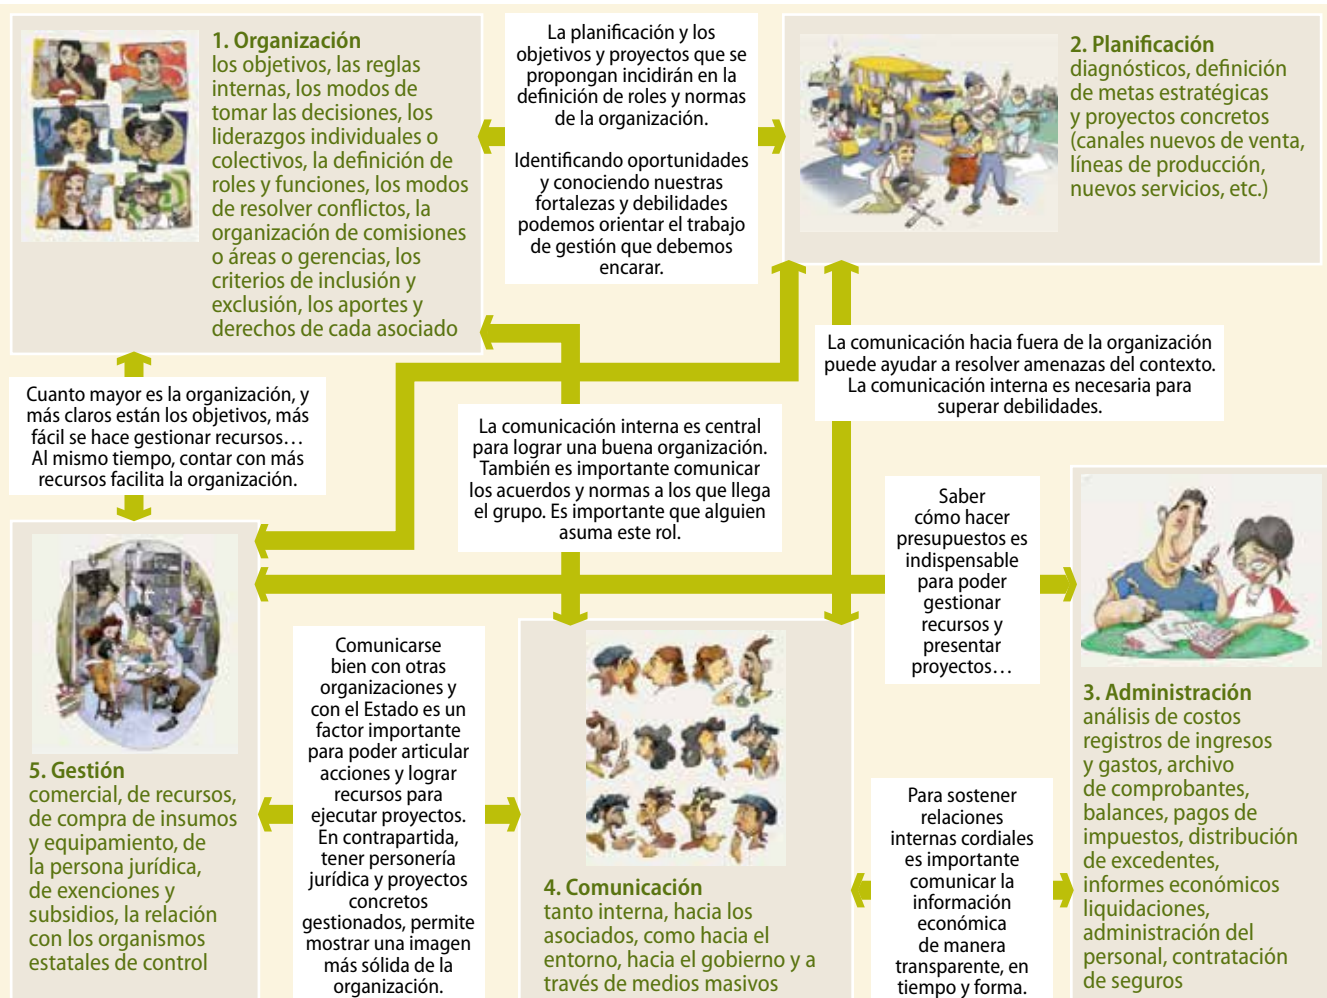 1. Organización
los objetivos, las reglas
internas, los modos de
tomar las decisiones, los
liderazgos individuales o
colectivos, la definición de
roles y funciones, los modos
de resolver conflictos, la
organización de comisiones
o áreas o gerencias, los
criterios de inclusión y
exclusión, los aportes y
derechos de cada asociado
La planificación y los
objetivos y proyectos que se
propongan incidirán en la
definición de roles y normas
de la organización.
Identificando oportunidades
y conociendo nuestras
fortalezas y debilidades
podemos orientar el trabajo
de gestión que debemos
encarar.
2. Planificación
diagnósticos, definición
de metas estratégicas
y proyectos concretos
(canales nuevos de venta,
líneas de producción,
nuevos servicios, etc.)
Cuanto mayor es la organización, y
más claros están los objetivos, más
fácil se hace gestionar recursos…
Al mismo tiempo, contar con más
recursos facilita la organización.
La comunicación interna es central
para lograr una buena organización.
También es importante comunicar
los acuerdos y normas a los que llega
el grupo. Es importante que alguien
asuma este rol.
La comunicación hacia fuera de la organización
puede ayudar a resolver amenazas del contexto.
La comunicación interna es necesaria para
superar debilidades.
Saber
cómo hacer
presupuestos es
indispensable
para poder
gestionar
recursos y
presentar
proyectos…
3. Administración
análisis de costos
registros de ingresos
y gastos, archivo
de comprobantes,
balances, pagos de
impuestos, distribución
de excedentes,
informes económicos
liquidaciones,
administración del
personal, contratación
de seguros
5. Gestión
comercial, de recursos,
de compra de insumos
y equipamiento, de
la persona jurídica,
de exenciones y
subsidios, la relación
con los organismos
estatales de control
Comunicarse
bien con otras
organizaciones y
con el Estado es un
factor importante
para poder articular
acciones y lograr
recursos para
ejecutar proyectos.
En contrapartida,
tener personería
jurídica y proyectos
concretos
gestionados, permite
mostrar una imagen
más sólida de la
organización.
4. Comunicación
tanto interna, hacia los
asociados, como hacia el
entorno, hacia el gobierno y a
través de medios masivos
Para sostener
relaciones
internas cordiales
es importante
comunicar la
información
económica
de manera
transparente, en
tiempo y forma.